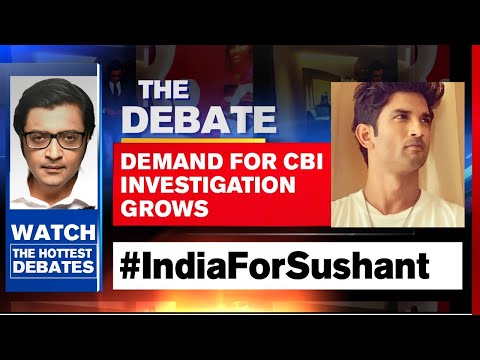 THE
DEBATE
DEMAND FOR CBI
INVESTIGATION
GROWS
WATCH
THE HOTTEST
DEBATES
#IndiaForSushant